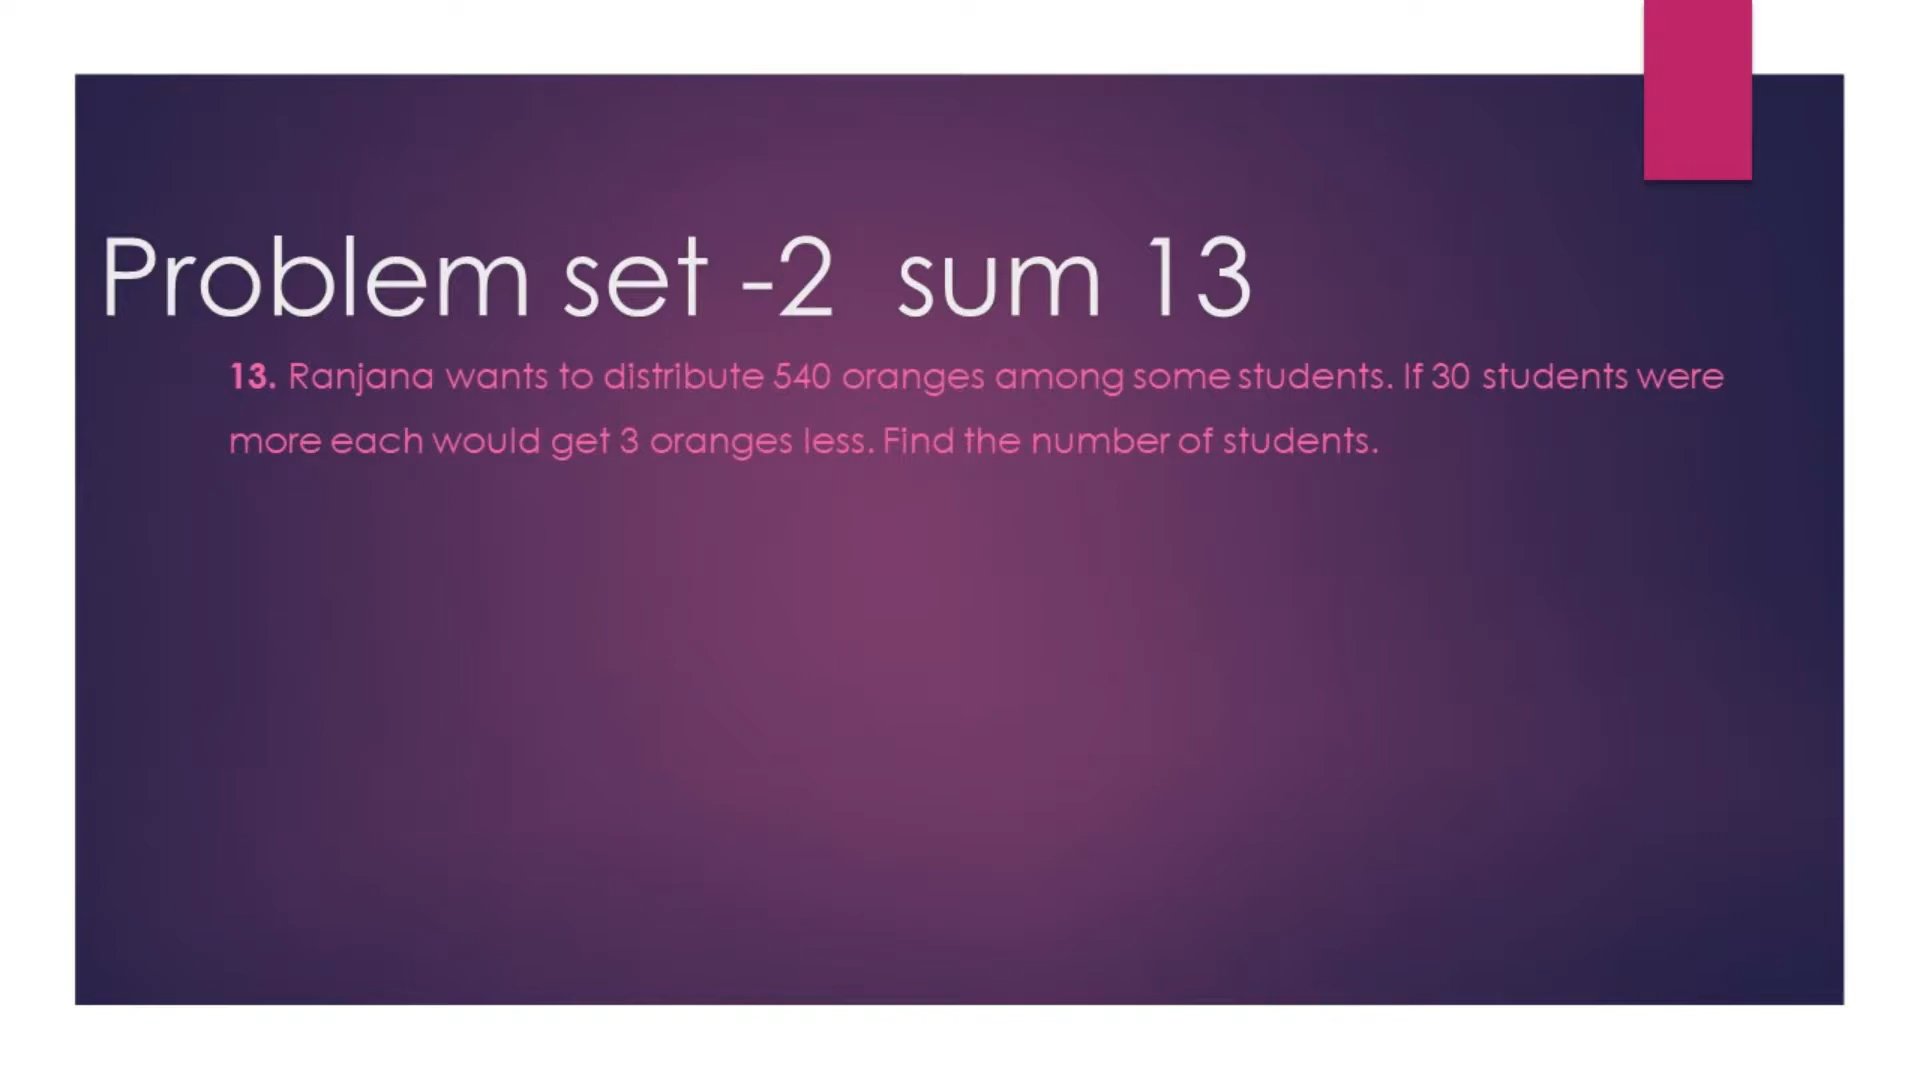 Problem set -2 sum 13
13. Ranjana wants to distribute 540 oranges among some students. If 30 students were
more each would get 3 oranges less. Find the number of students.